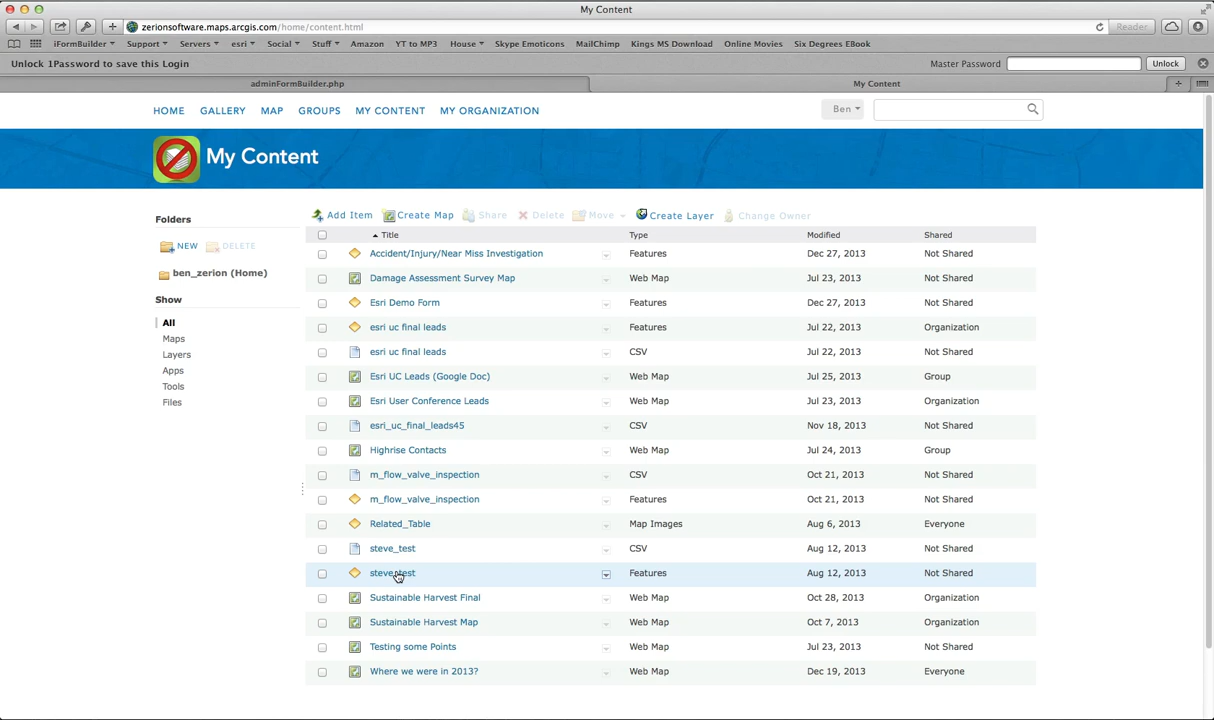 My Content
zerionsoftware.maps.arcgis.com/home/content.html
Reader
iFormBuilder Support Servers esri Social Stuff Amazon YT to MP3 House Skype Emoticons MailChimp Kings MS Download Online Movies Six Degrees EBook
Unlock 1Password to save this Login Master Password Unlock
adminFormBuilder.php My Content
HOME GALLERY MAP GROUPS MY CONTENT MY ORGANIZATION Ben
My Content
Folders
NEW DELETE
ben_zerion (Home)
Show
All
Maps
Layers
Apps
Tools
Files
Add Item Create Map Share Delete Move Create Layer Change Owner
Title Type Modified Shared
Accident/Injury/Near Miss Investigation Features Dec 27, 2013 Not Shared
Damage Assessment Survey Map Web Map Jul 23, 2013 Not Shared
Esri Demo Form Features Dec 27, 2013 Not Shared
esri uc final leads Features Jul 22, 2013 Organization
esri uc final leads CSV Jul 22, 2013 Not Shared
Esri UC Leads (Google Doc) Web Map Jul 25, 2013 Group
Esri User Conference Leads Web Map Jul 23, 2013 Organization
esri_uc_final_leads45 CSV Nov 18, 2013 Not Shared
Highrise Contacts Web Map Jul 24, 2013 Group
m_flow_valve_inspection CSV Oct 21, 2013 Not Shared
m_flow_valve_inspection Features Oct 21, 2013 Not Shared
Related_Table Map Images Aug 6, 2013 Everyone
steve_test CSV Aug 12, 2013 Not Shared
steve_test Features Aug 12, 2013 Not Shared
Sustainable Harvest Final Web Map Oct 28, 2013 Organization
Sustainable Harvest Map Web Map Oct 7, 2013 Organization
Testing some Points Web Map Jul 23, 2013 Not Shared
Where we were in 2013? Web Map Dec 19, 2013 Everyone